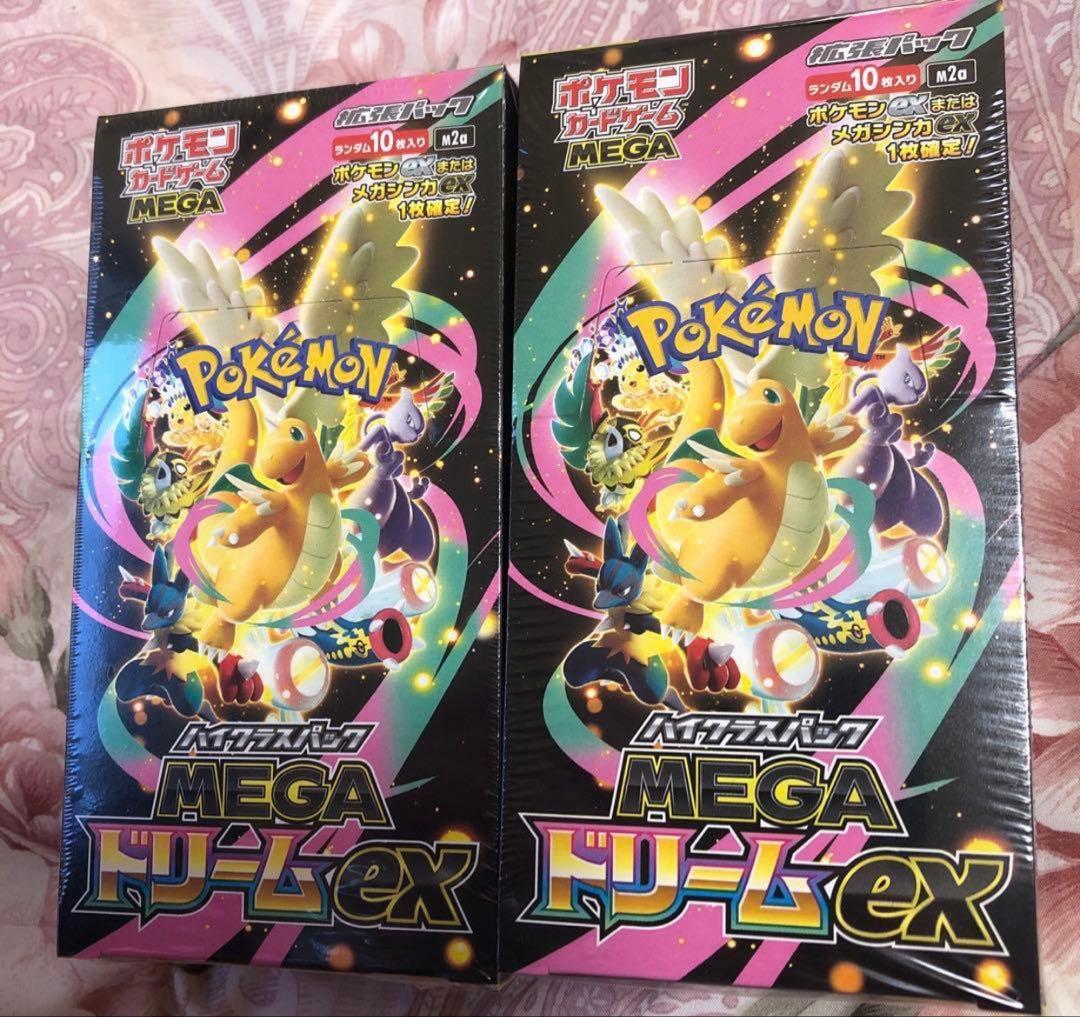 ポケモン
カードゲーム
MEGA
拡張パック
ランダム10枚入り M2a
ポケモンexまたは
メガシンカex
1枚確定!
POKÉMON
ハイクラスパック
MEGA
ドリームex
ポケモン
カードゲーム
MEGA
拡張パック
ランダム10枚入り M2a
ポケモンexまたは
メガシンカex
1枚確定!
POKÉMON
TM
ハイクラスパック
MEGA
ドリームex